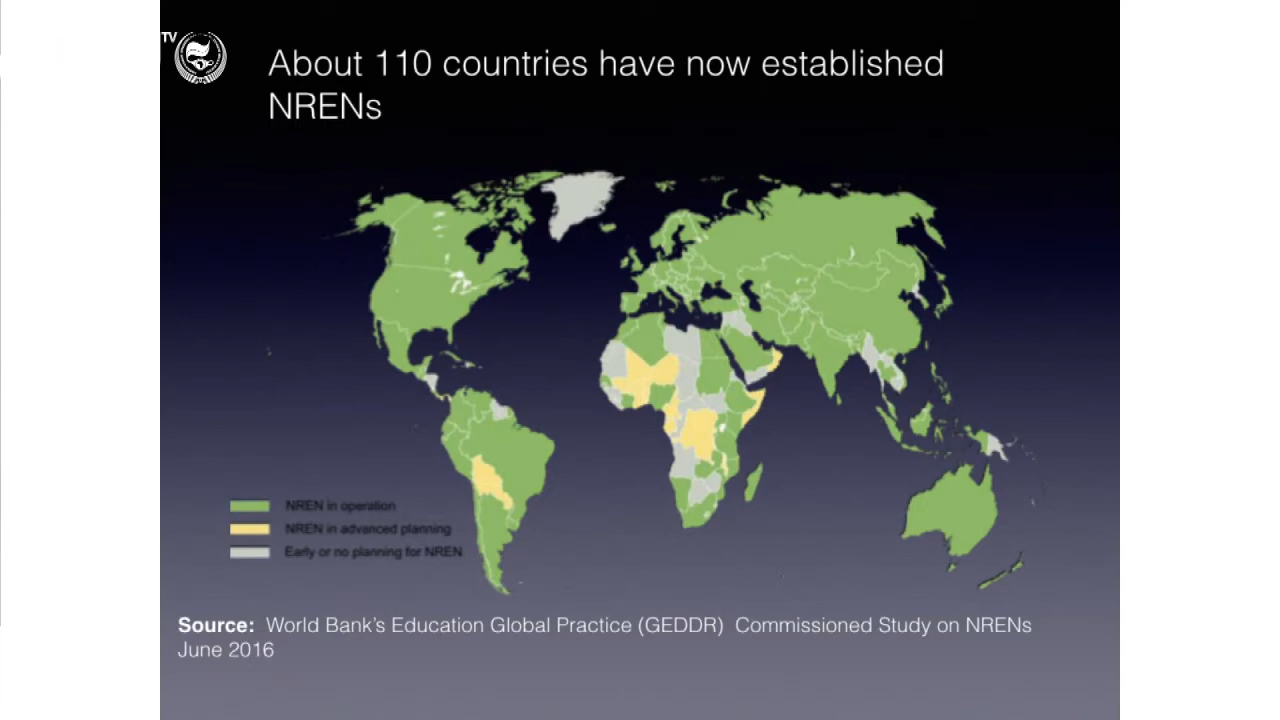 TV
About 110 countries have now established
NRENs
NREN in operation
NREN in advanced planning
Early or no planning for NREN
Source: World Bank's Education Global Practice (GEDDR) Commissioned Study on NRENs
June 2016